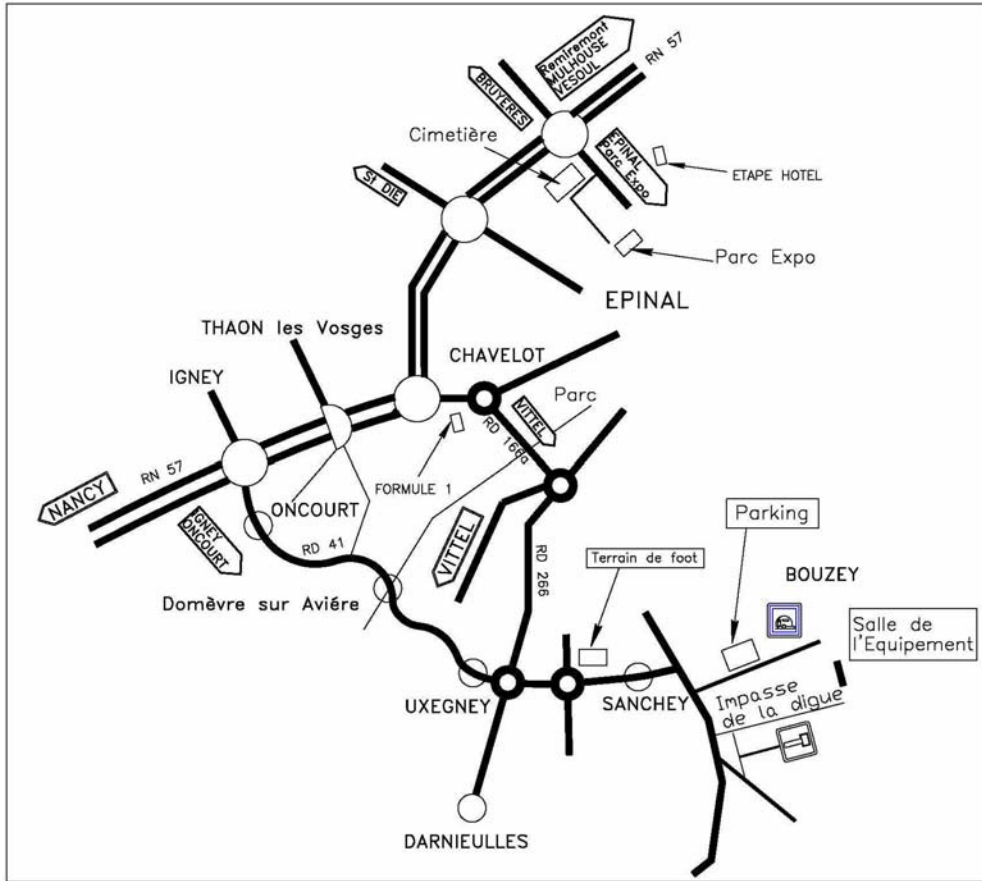 Remiremont
MULHOUSE
VESOUL
RN 57
BRUYERES
Cimetière
EPINAL
Parc Expo
ETAPE HOTEL
St DIE
Parc Expo
EPINAL
THAON les Vosges
CHAVELOT
IGNEY
Parc
VITTEL
RD 166a
RN 57
NANCY
FORMULE 1
ONCOURT
IGNEY
ONCOURT
RD 41
VITTEL
RD 266
Parking
Terrain de foot
BOUZEY
Domèvre sur Aviére
Salle de
l'Equipement
UXEGNEY
SANCHEY
Impasse
de la digue
DARNIEULLES